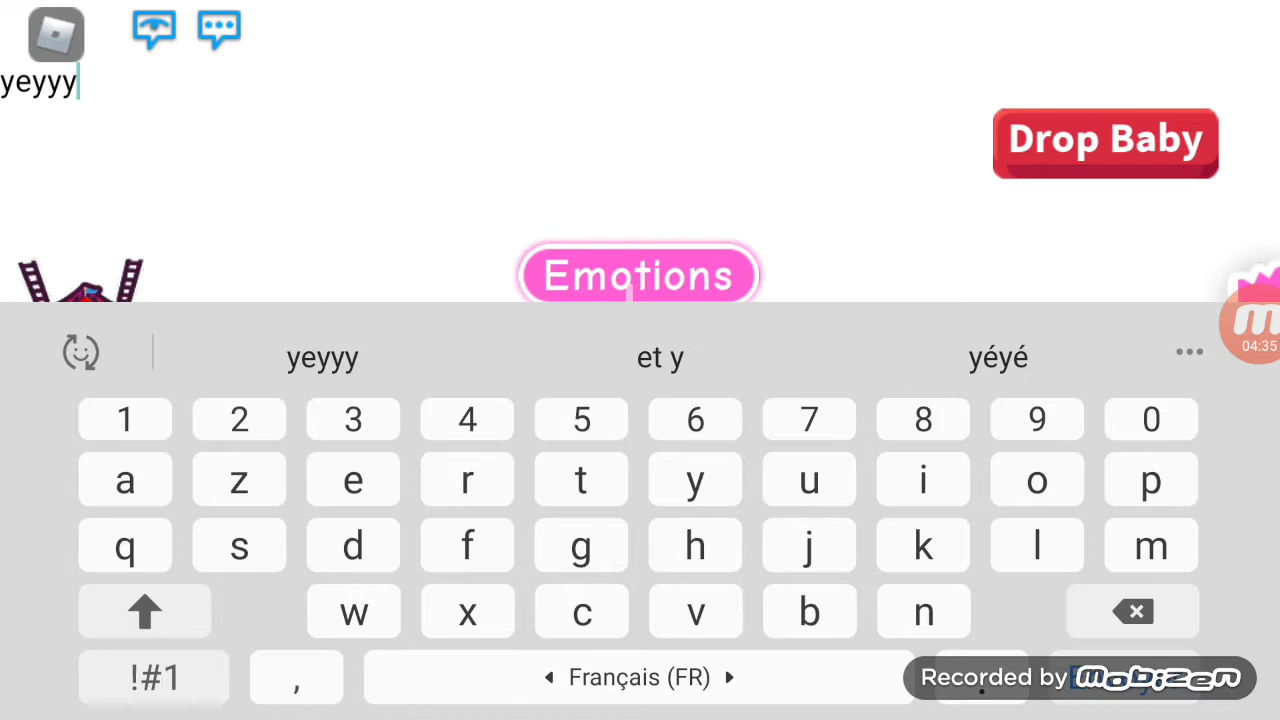 yeyyy
Drop Baby
Emotions
04:35
yeyyy et y yéyé
1 2 3 4 5 6 7 8 9 0
a z e r t y u i o p
q s d f g h j k l m
w x c v b n
!#1 , Français (FR) .
Recorded by mobizen